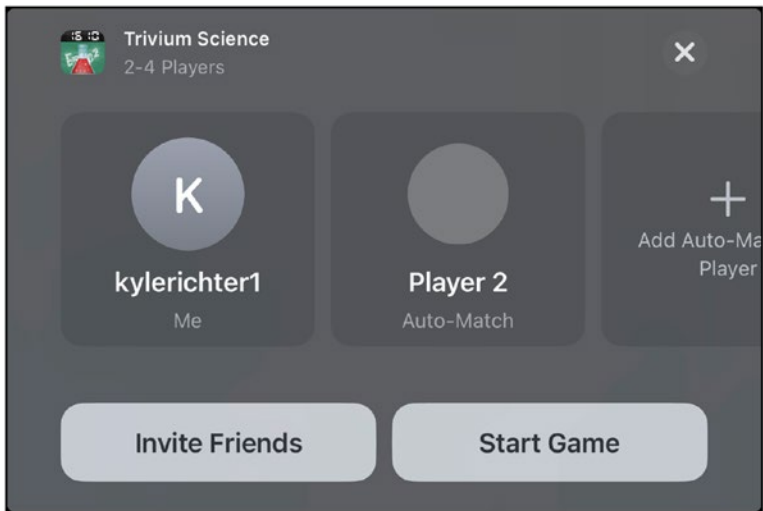 Trivium Science
2-4 Players
K
kylerichter1
Me
Player 2
Auto-Match
Add Auto-Ma
Player
Invite Friends
Start Game